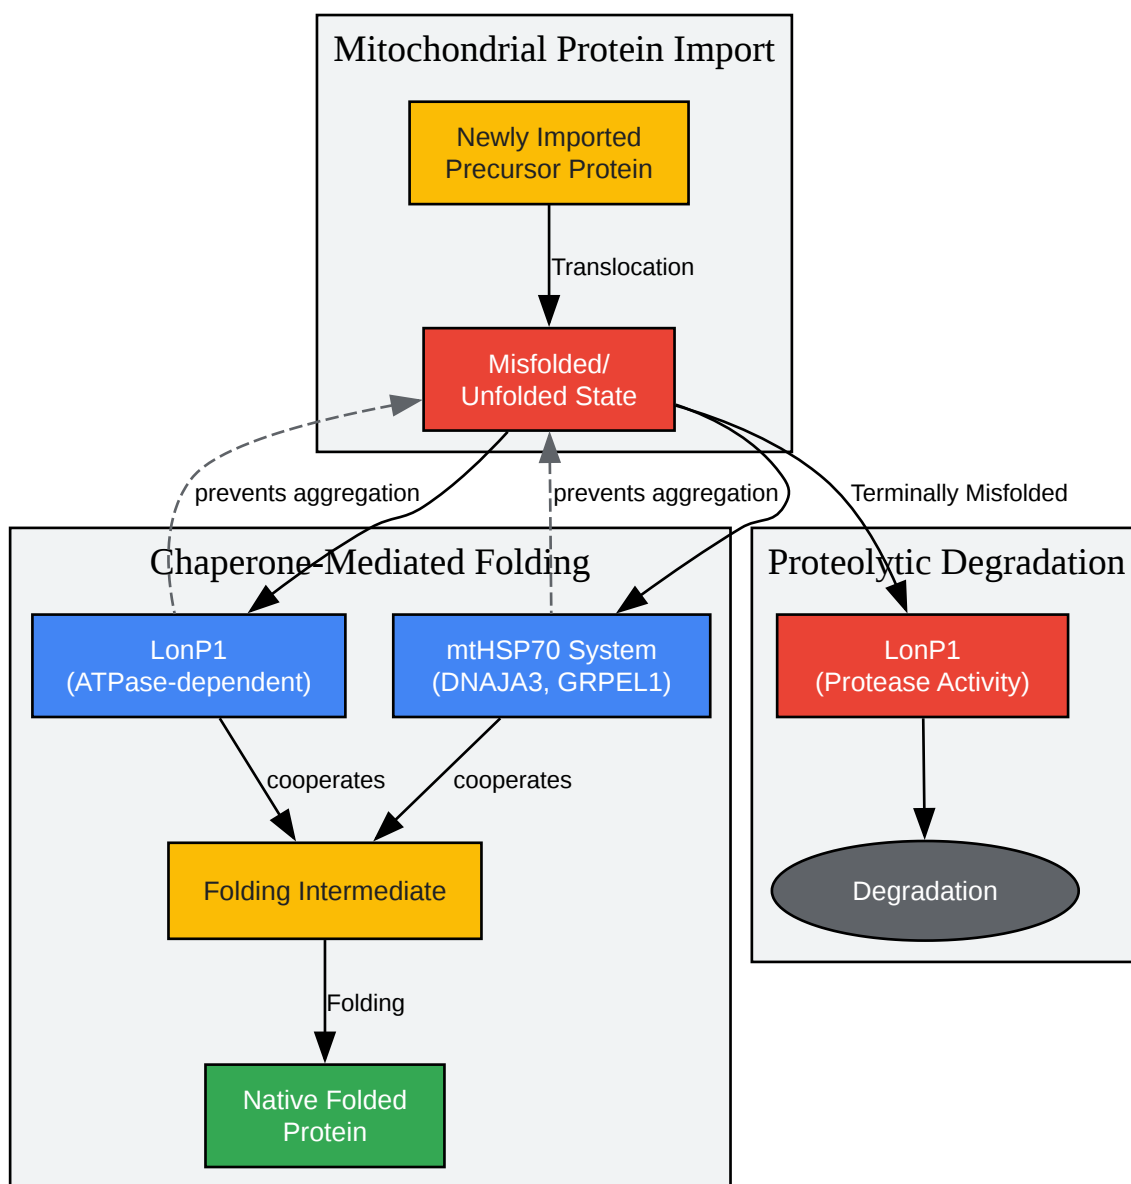 Mitochondrial Protein Import
Newly Imported
Precursor Protein
Translocation
Misfolded/
Unfolded State
prevents aggregation
prevents aggregation
Terminally Misfolded
Chaperone-Mediated Folding
Proteolytic Degradation
LonP1
(ATPase-dependent)
mtHSP70 System
(DNAJA3, GRPEL1)
LonP1
(Protease Activity)
cooperates
cooperates
Folding Intermediate
Degradation
Folding
Native Folded
Protein